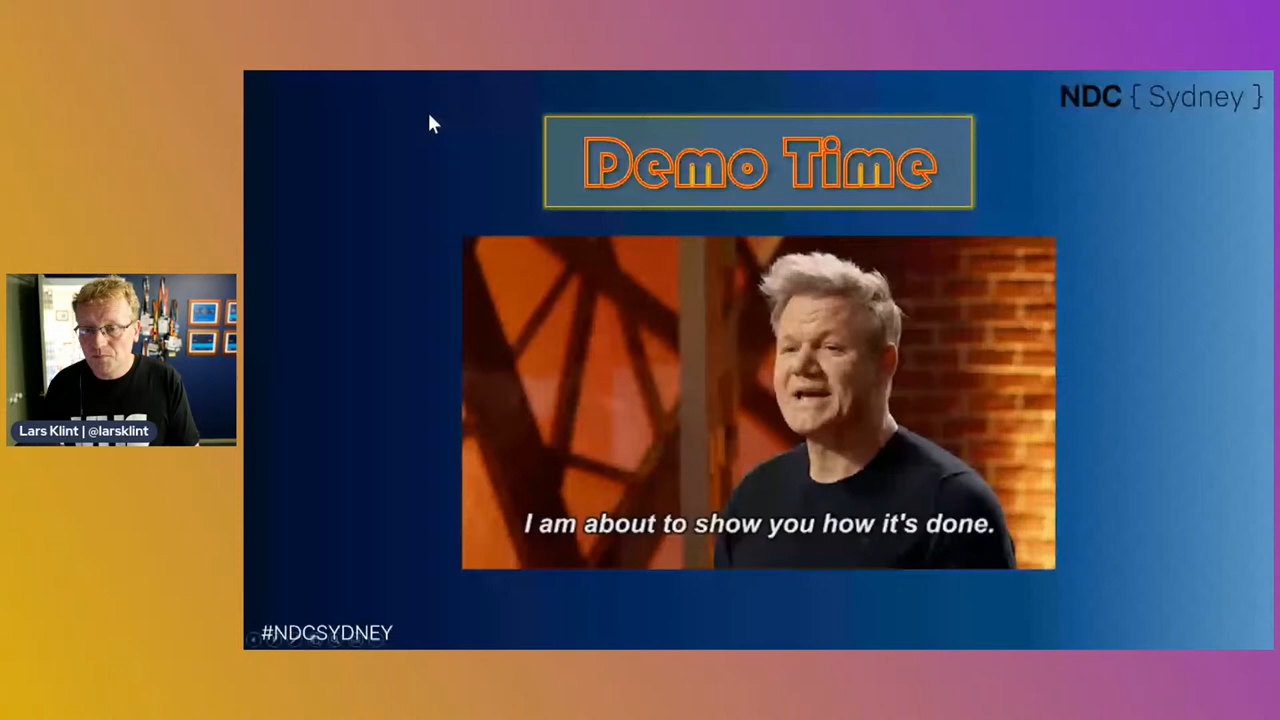 NDC { Sydney }
Demo Time
I am about to show you how it's done.
Lars Klint | @larsklint
#NDCSYDNEY